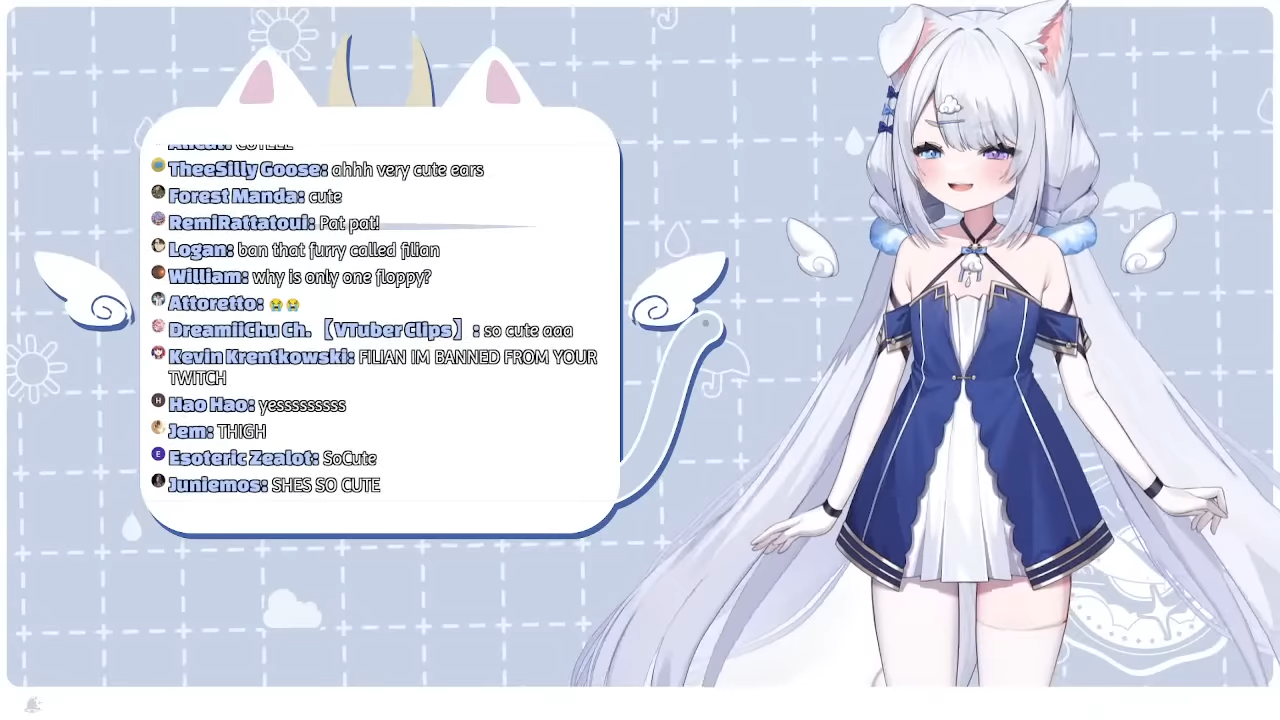 TheeSilly Goose: ahhh very cute ears
Forest Manda: cute
RemiRattatoui: Pat pat!
Logan: ban that furry called filian
William: why is only one floppy?
Attoretto: 😭😭
DreamiiChu Ch.【VTuber Clips】: so cute aaa
Kevin Krentkowski: FILIAN IM BANNED FROM YOUR
TWITCH
H Hao Hao: yesssssssss
Jem: THIGH
E Esoteric Zealot: SoCute
Juniemos: SHES SO CUTE